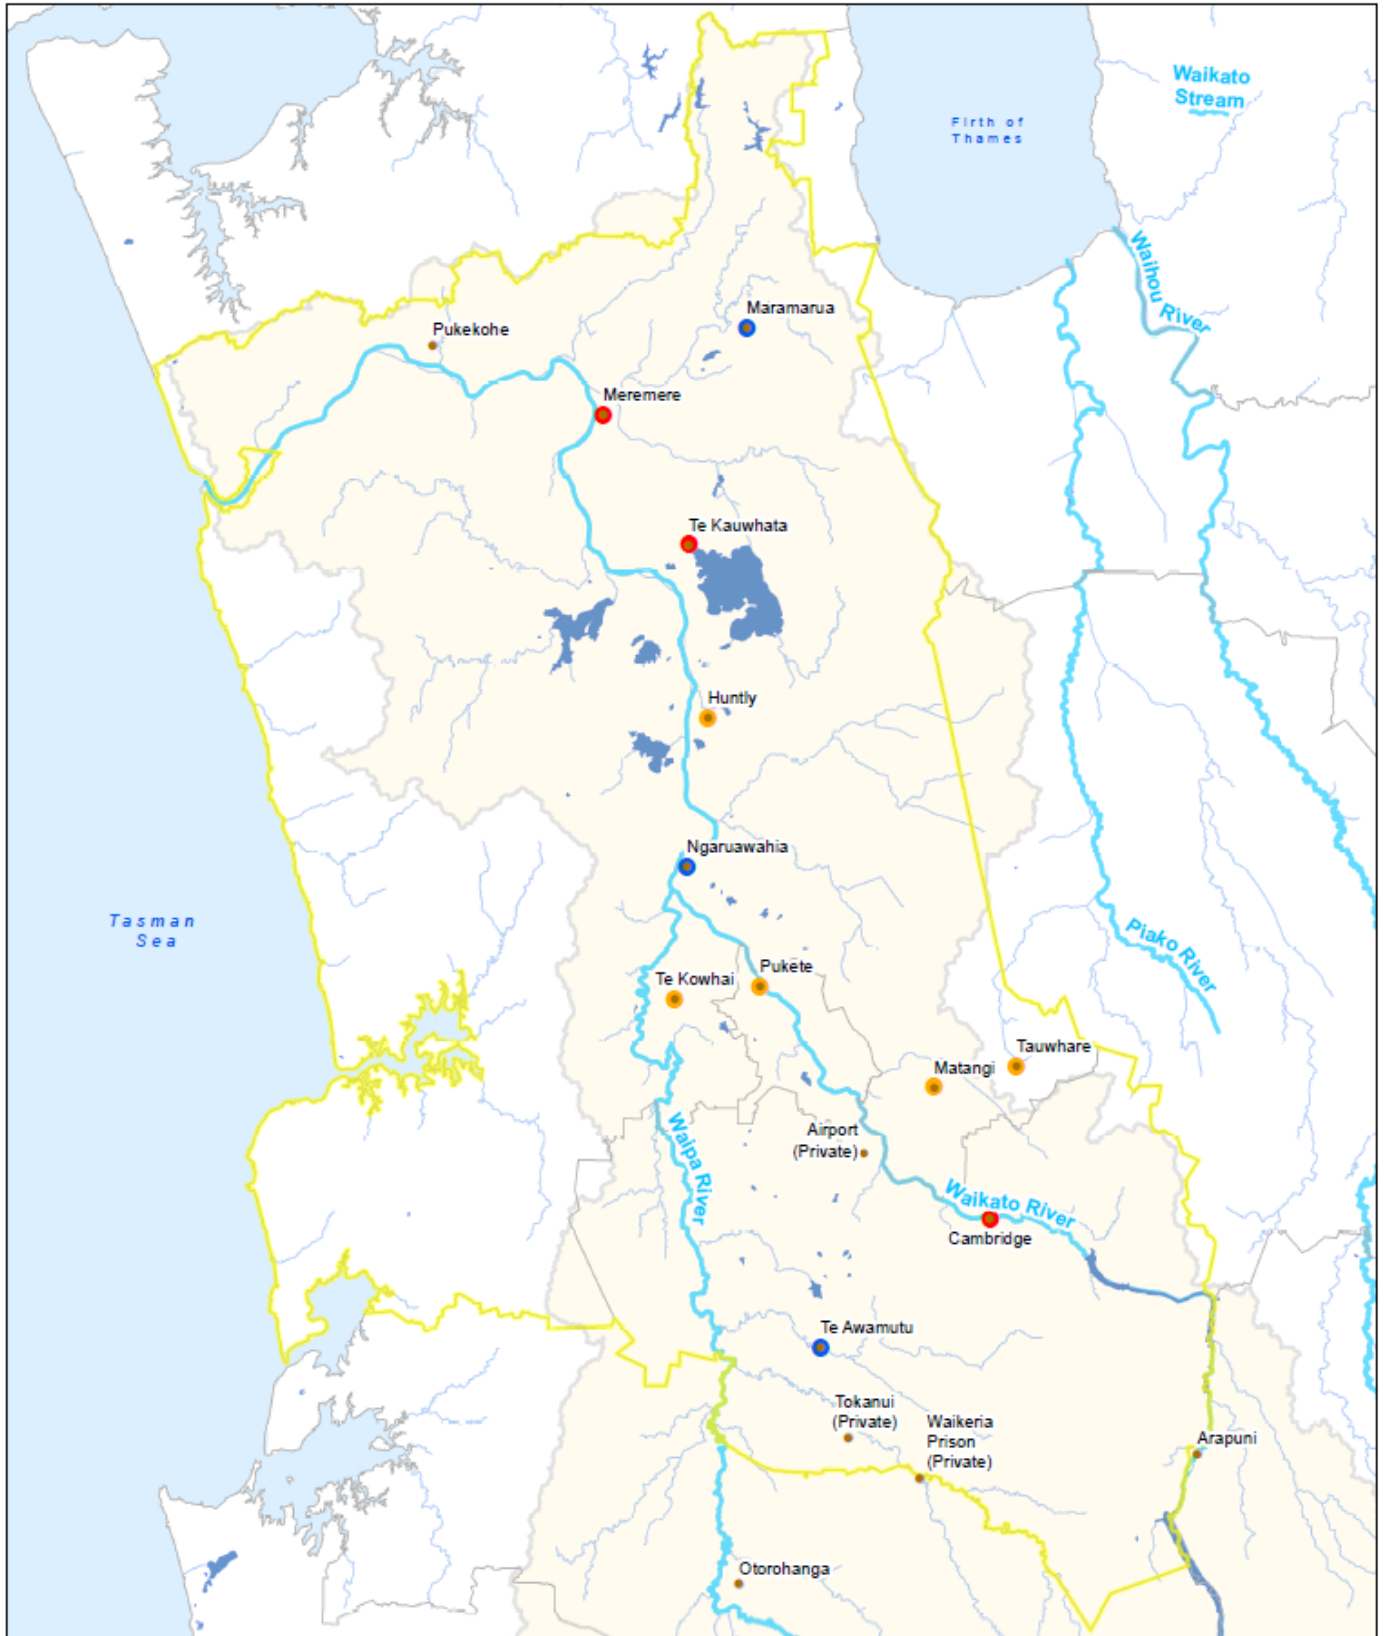 Waikato
Stream
Firth of
Thames
Waihou River
Maramarua
Pukekohe
Meremere
Te Kauwhata
Huntly
Ngaruawahia
Tasman
Sea
Piako River
Pukete
Te Kowhai
Tauwhare
Matangi
Airport
(Private)
Waipa River
Waikato River
Cambridge
Te Awamutu
Tokanui
(Private)
Waikeria
Prison
(Private)
Arapuni
Otorohanga